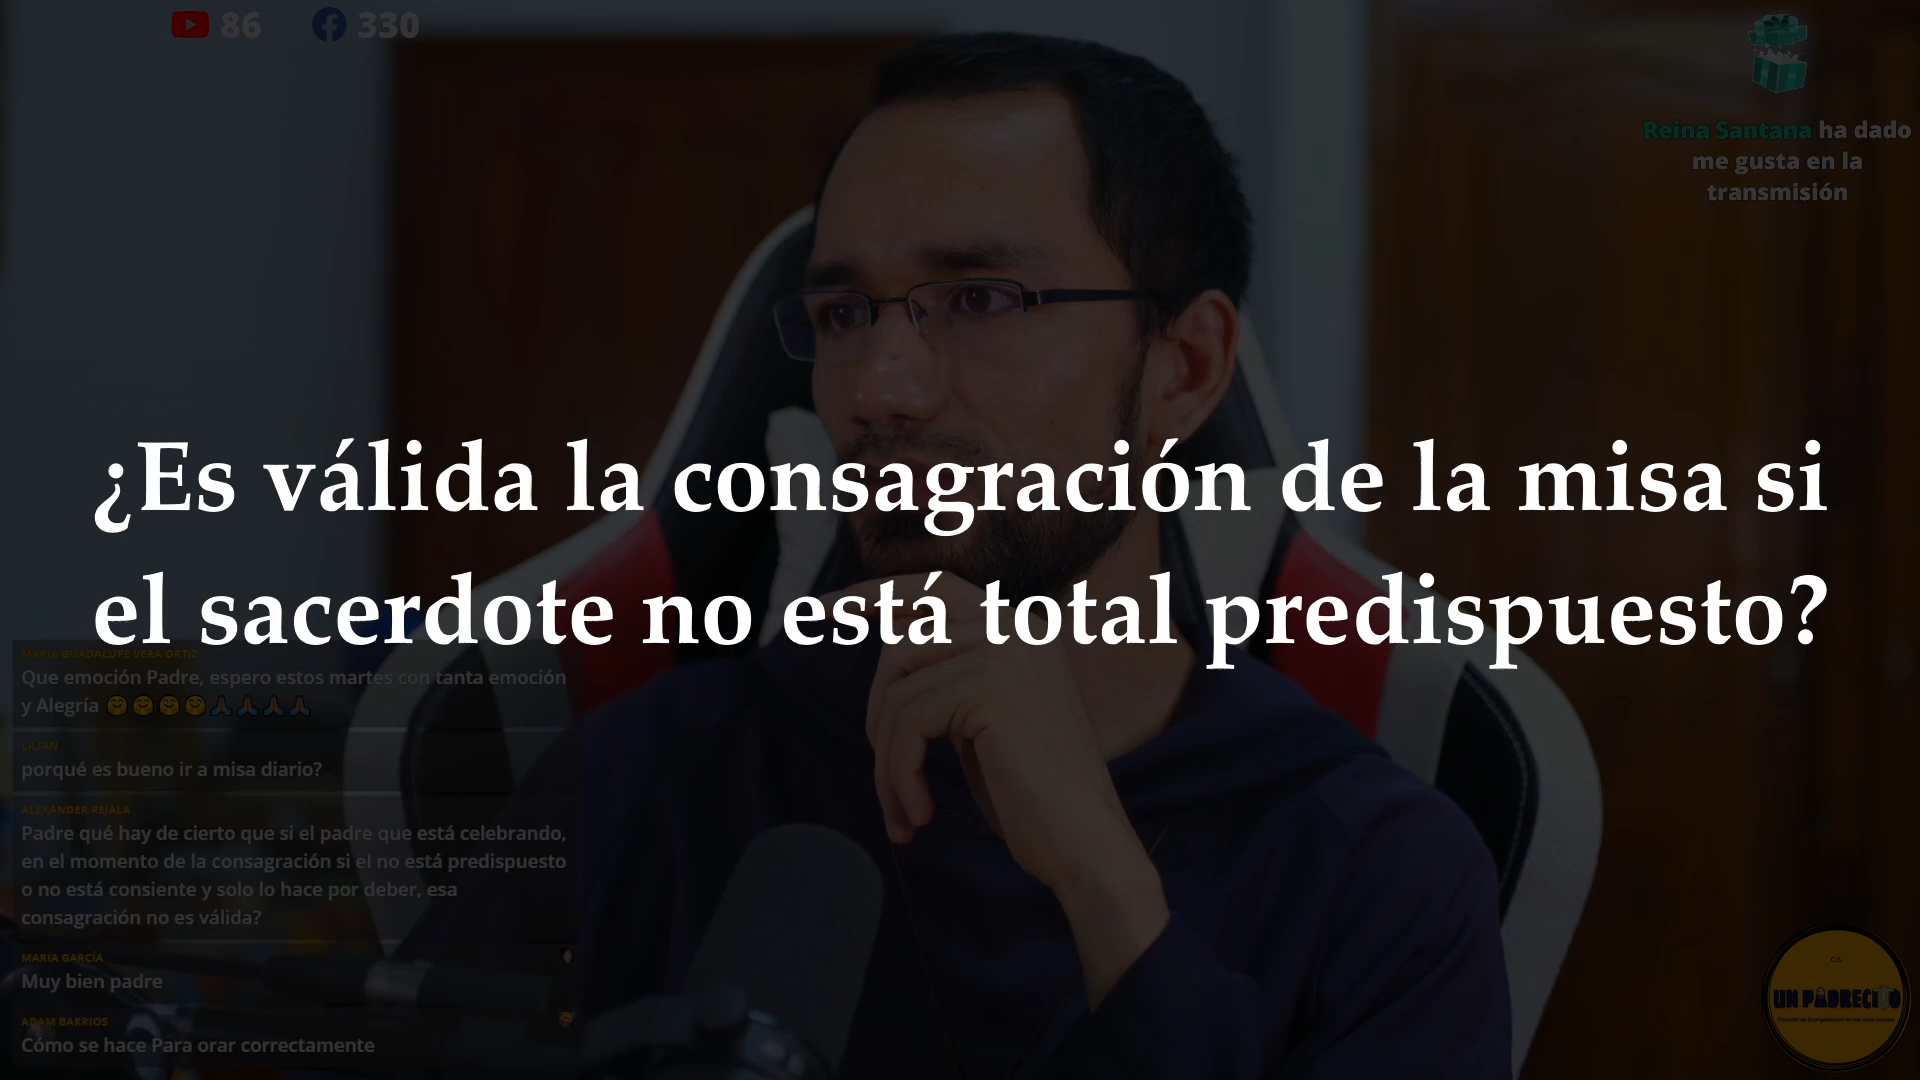 86
330
Reina Santana ha dado
me gusta en la
transmisión
¿Es válida la consagración de la misa si
el sacerdote no está total predispuesto?
MARIA GUADALUPE VERA ORTIZ
Que emoción Padre, espero estos martes con tanta emoción
y Alegría 🤗🤗🤗🤗🙏🙏🙏🙏
LILIAN
porqué es bueno ir a misa diario?
ALEXANDER REJALA
Padre qué hay de cierto que si el padre que está celebrando,
en el momento de la consagración si el no está predispuesto
o no está consiente y solo lo hace por deber, esa
consagración no es válida?
MARIA GARCÍA
Muy bien padre
ADAM BARRIOS
Cómo se hace Para orar correctamente
UN PADRECITO